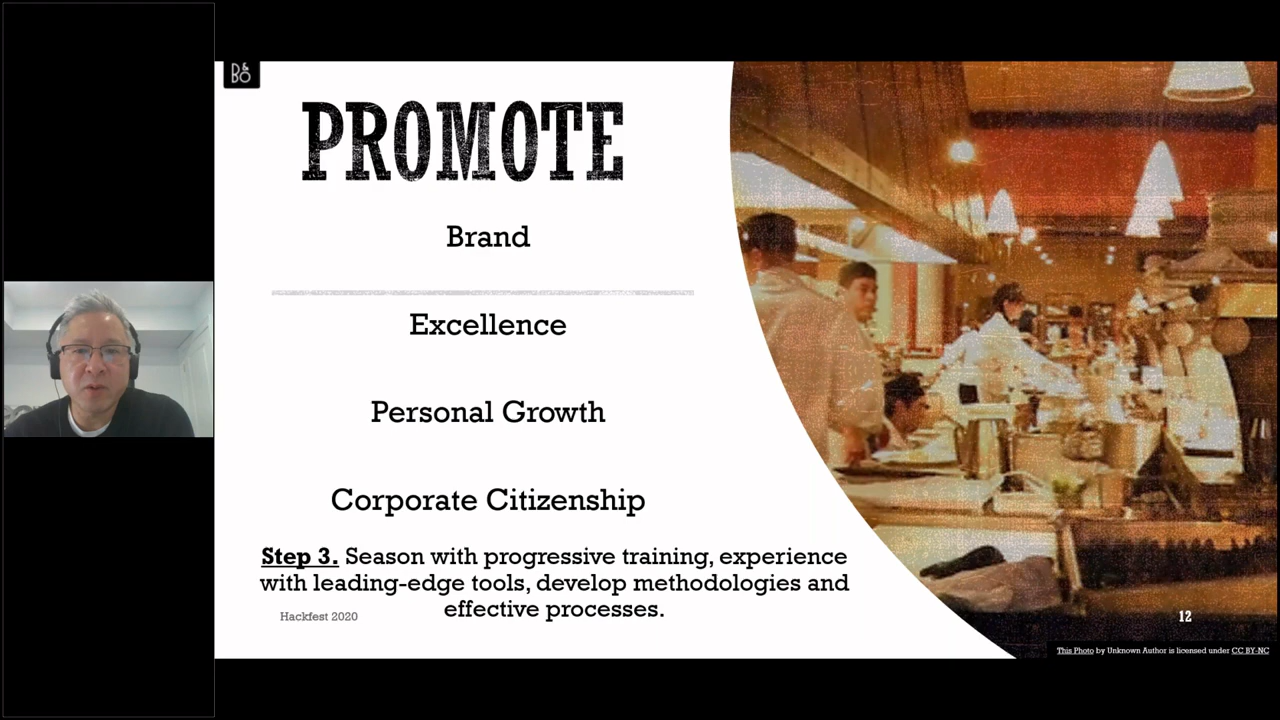 B&
BO
PROMOTE
Brand
Excellence
Personal Growth
Corporate Citizenship
Step 3. Season with progressive training, experience
with leading-edge tools, develop methodologies and
effective processes.
Hackfest 2020
12
This Photo by Unknown Author is licensed under CC BY-NC